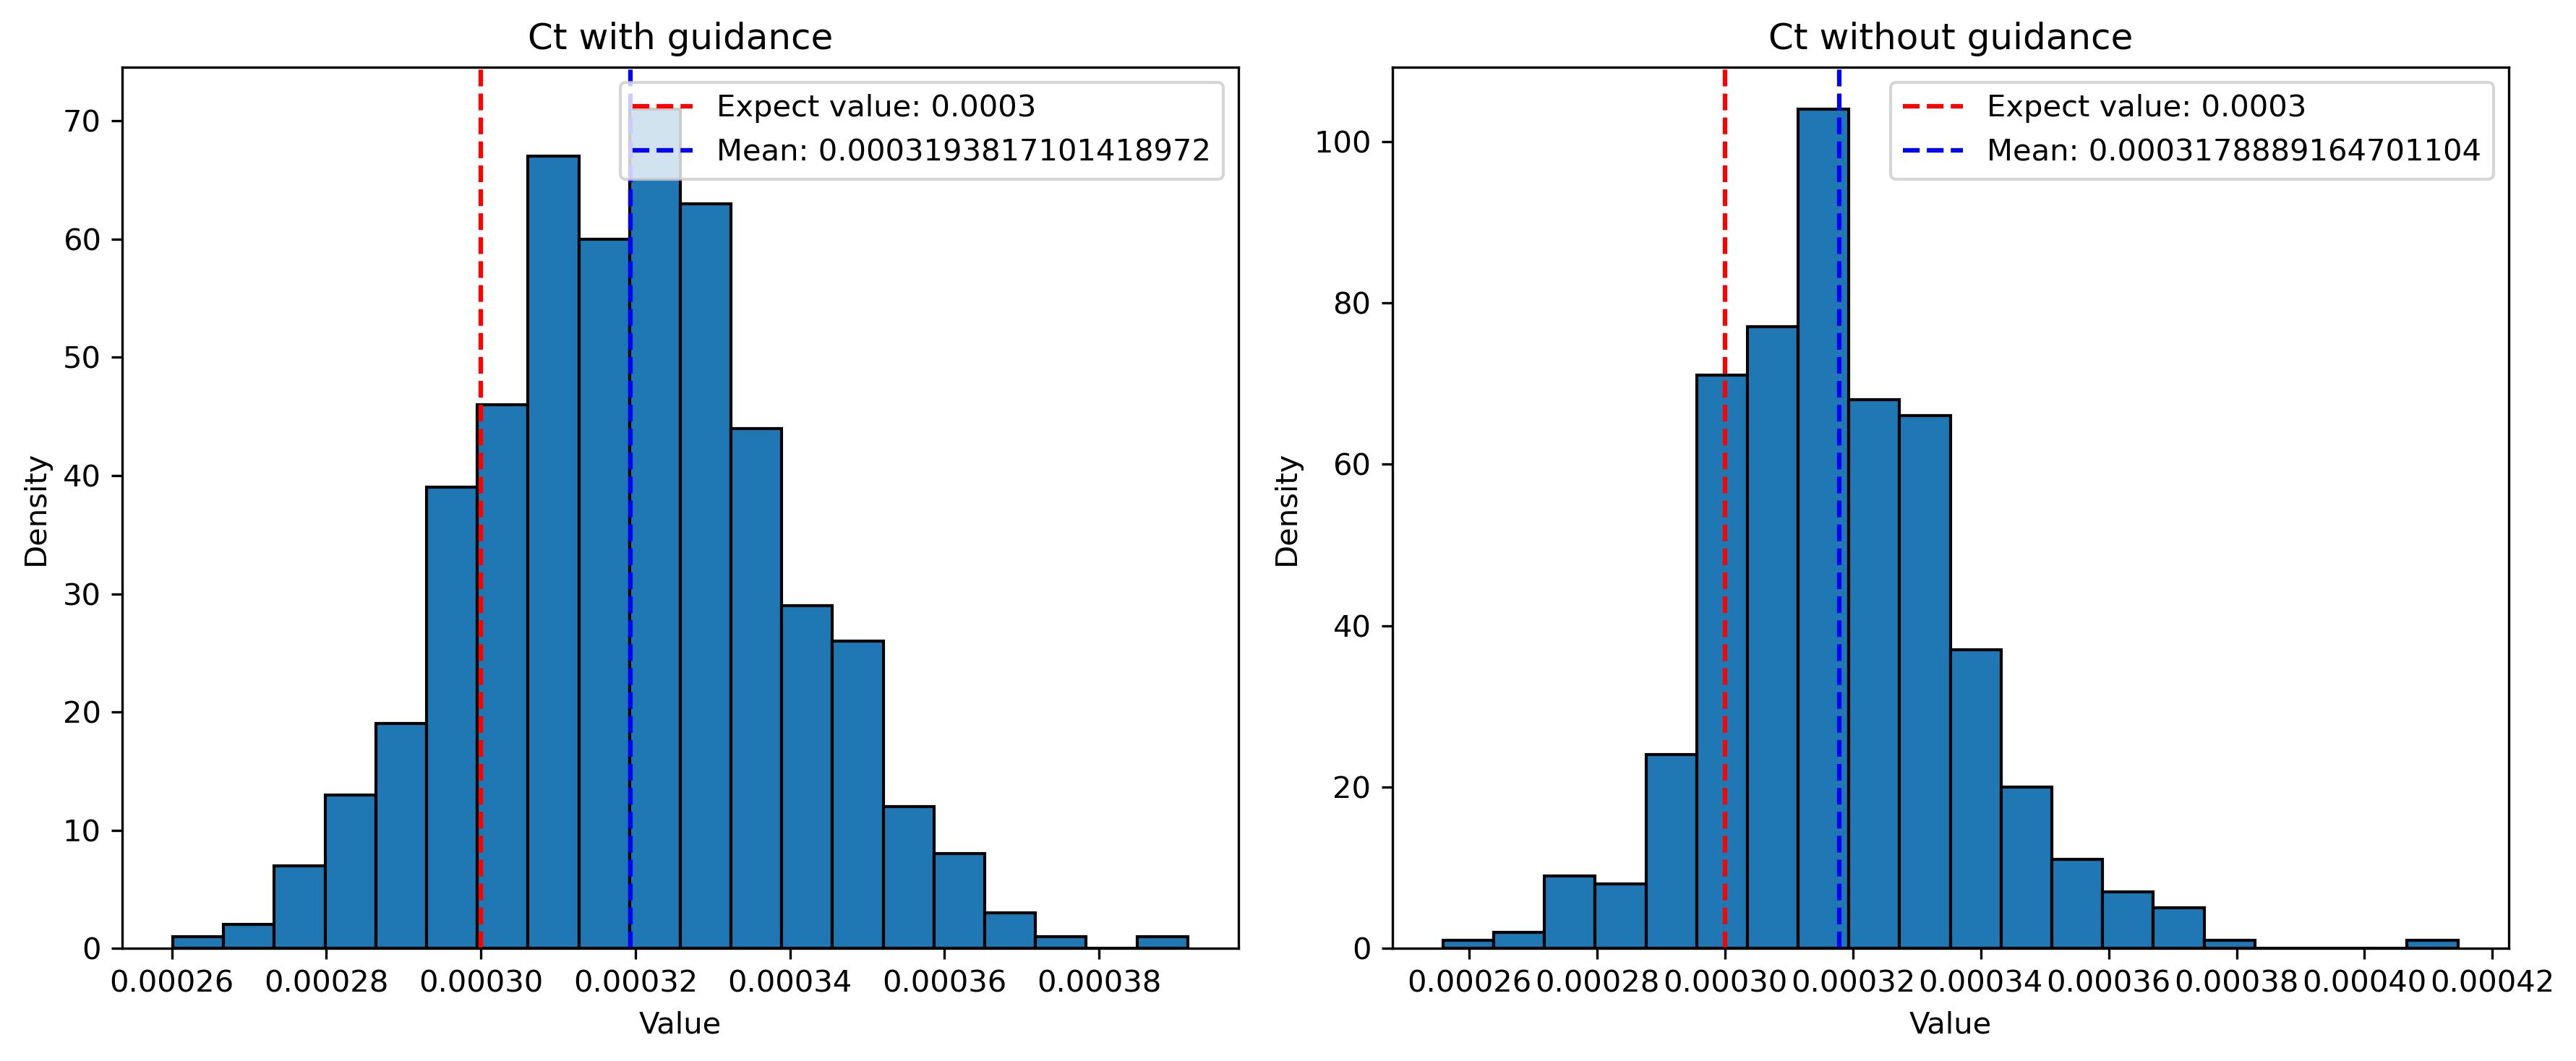 Ct with guidance
Expect value: 0.0003
Mean: 0.0003193817101418972
Density
70
60
50
40
30
20
10
0
0.00026 0.00028 0.00030 0.00032 0.00034 0.00036 0.00038
Value
Ct without guidance
Expect value: 0.0003
Mean: 0.0003178889164701104
Density
100
80
60
40
20
0
0.00026 0.00028 0.00030 0.00032 0.00034 0.00036 0.00038 0.00040 0.00042
Value